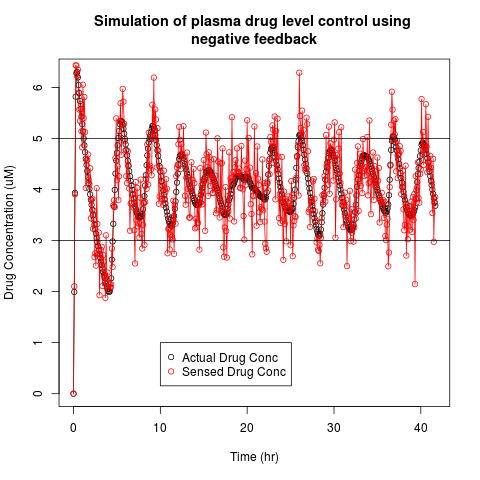 Simulation of plasma drug level control using
negative feedback
Drug Concentration (uM)
6
5
4
3
2
1
0
Actual Drug Conc
Sensed Drug Conc
0 10 20 30 40
Time (hr)